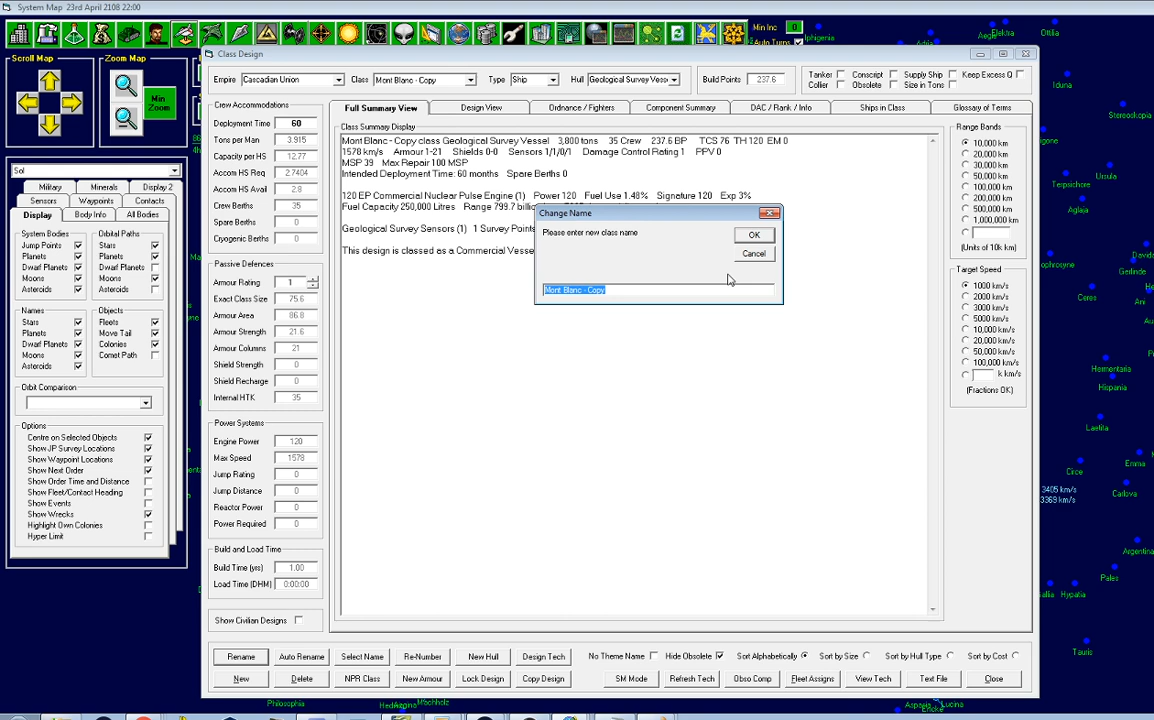 System Map 23rd April 2108 22:00
Min Inc 0
Auto Turns
Scroll Map
Zoom Map
Min
Zoom
Sol
Military Minerals Display 2
Sensors Waypoints Contacts
Display Body Info All Bodies
System Bodies Orbital Paths
Jump Points Stars
Planets Planets
Dwarf Planets Dwarf Planets
Moons Moons
Asteroids Asteroids
Names Objects
Stars Fleets
Planets Move Tail
Dwarf Planets Colonies
Moons Comet Path
Asteroids
Orbit Comparison
Options
Centre on Selected Objects
Show JP Survey Locations
Show Waypoint Locations
Show Next Order
Show Order Time and Distance
Show Fleet/Contact Heading
Show Events
Show Wrecks
Highlight Own Colonies
Hyper Limit
Class Design
Empire Cascadian Union Class Mont Blanc - Copy Type Ship Hull Geological Survey Vess Build Points 237.6
Tanker Conscript Supply Ship Keep Excess Q
Collier Obsolete Size in Tons
Crew Accommodations
Deployment Time 60
Tons per Man 3.915
Capacity per HS 12.77
Accom HS Req 2.7404
Accom HS Avail 2.8
Crew Berths 35
Spare Berths 0
Cryogenic Berths 0
Passive Defences
Armour Rating 1
Exact Class Size 75.6
Armour Area 86.8
Armour Strength 21.6
Armour Columns 21
Shield Strength 0
Shield Recharge 0
Internal HTK 35
Power Systems
Engine Power 120
Max Speed 1578
Jump Rating 0
Jump Distance 0
Reactor Power 0
Power Required 0
Build and Load Time
Build Time (yrs) 1.00
Load Time (DHM) 0:00:00
Show Civilian Designs
Full Summary View Design View Ordnance / Fighters Component Summary DAC / Rank / Info Ships in Class Glossary of Terms
Class Summary Display
Mont Blanc - Copy class Geological Survey Vessel 3,800 tons 35 Crew 237.6 BP TCS 76 TH 120 EM 0
1578 km/s Armour 1-21 Shields 0-0 Sensors 1/1/0/1 Damage Control Rating 1 PPV 0
MSP 39 Max Repair 100 MSP
Intended Deployment Time: 60 months Spare Berths 0
120 EP Commercial Nuclear Pulse Engine (1) Power 120 Fuel Use 1.48% Signature 120 Exp 3%
Fuel Capacity 250,000 Litres Range 799.7 billi
Geological Survey Sensors (1) 1 Survey Points
This design is classed as a Commercial Vesse
Change Name
Please enter new class name
OK
Cancel
Mont Blanc - Copy
Range Bands
10,000 km
20,000 km
30,000 km
50,000 km
100,000 km
200,000 km
500,000 km
1,000,000 km
(Units of 10k km)
Target Speed
1000 km/s
2000 km/s
3000 km/s
5000 km/s
10,000 km/s
20,000 km/s
50,000 km/s
100,000 km/s
k km/s
(Fractions OK)
Rename Auto Rename Select Name Re-Number New Hull Design Tech No Theme Name Hide Obsolete Sort Alphabetically Sort by Size Sort by Hull Type Sort by Cost
New Delete NPR Class New Armour Lock Design Copy Design SM Mode Refresh Tech Obso Comp Fleet Assigns View Tech Text File Close
Elektra
Ottilia
Iduna
Stereoskopia
Terpsichore
Ursula
Aglaja
Gerlinde
Ceres
Ani
Hermentaria
Hispania
Laetita
Emma
Circe
3405 km/s
3369 km/s
Carlova
Argentina
Pales
Hypatia
Tauris
Philosophia
Lucina